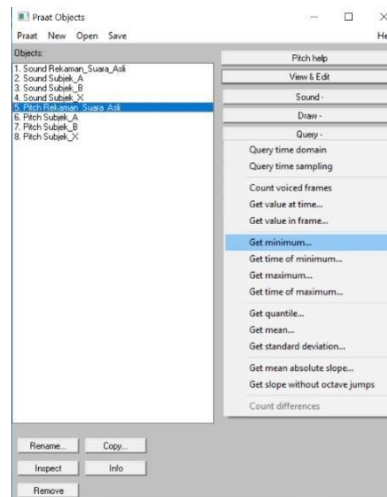 Praat Objects
Praat New Open Save He
Objects:
1. Sound Rekaman_Suara_Asli
2. Sound Subjek_A
3. Sound Subjek_B
4. Sound Subjek_X
5. Pitch Rekaman_Suara_Asli
6. Pitch Subjek_A
7. Pitch Subjek_B
8. Pitch Subjek_X
Pitch help
View & Edit
Sound -
Draw -
Query -
Query time domain
Query time sampling
Count voiced frames
Get value at time...
Get value in frame...
Get minimum...
Get time of minimum...
Get maximum...
Get time of maximum...
Get quantile...
Get mean...
Get standard deviation...
Get mean absolute slope...
Get slope without octave jumps
Count differences
Rename... Copy...
Inspect Info
Remove